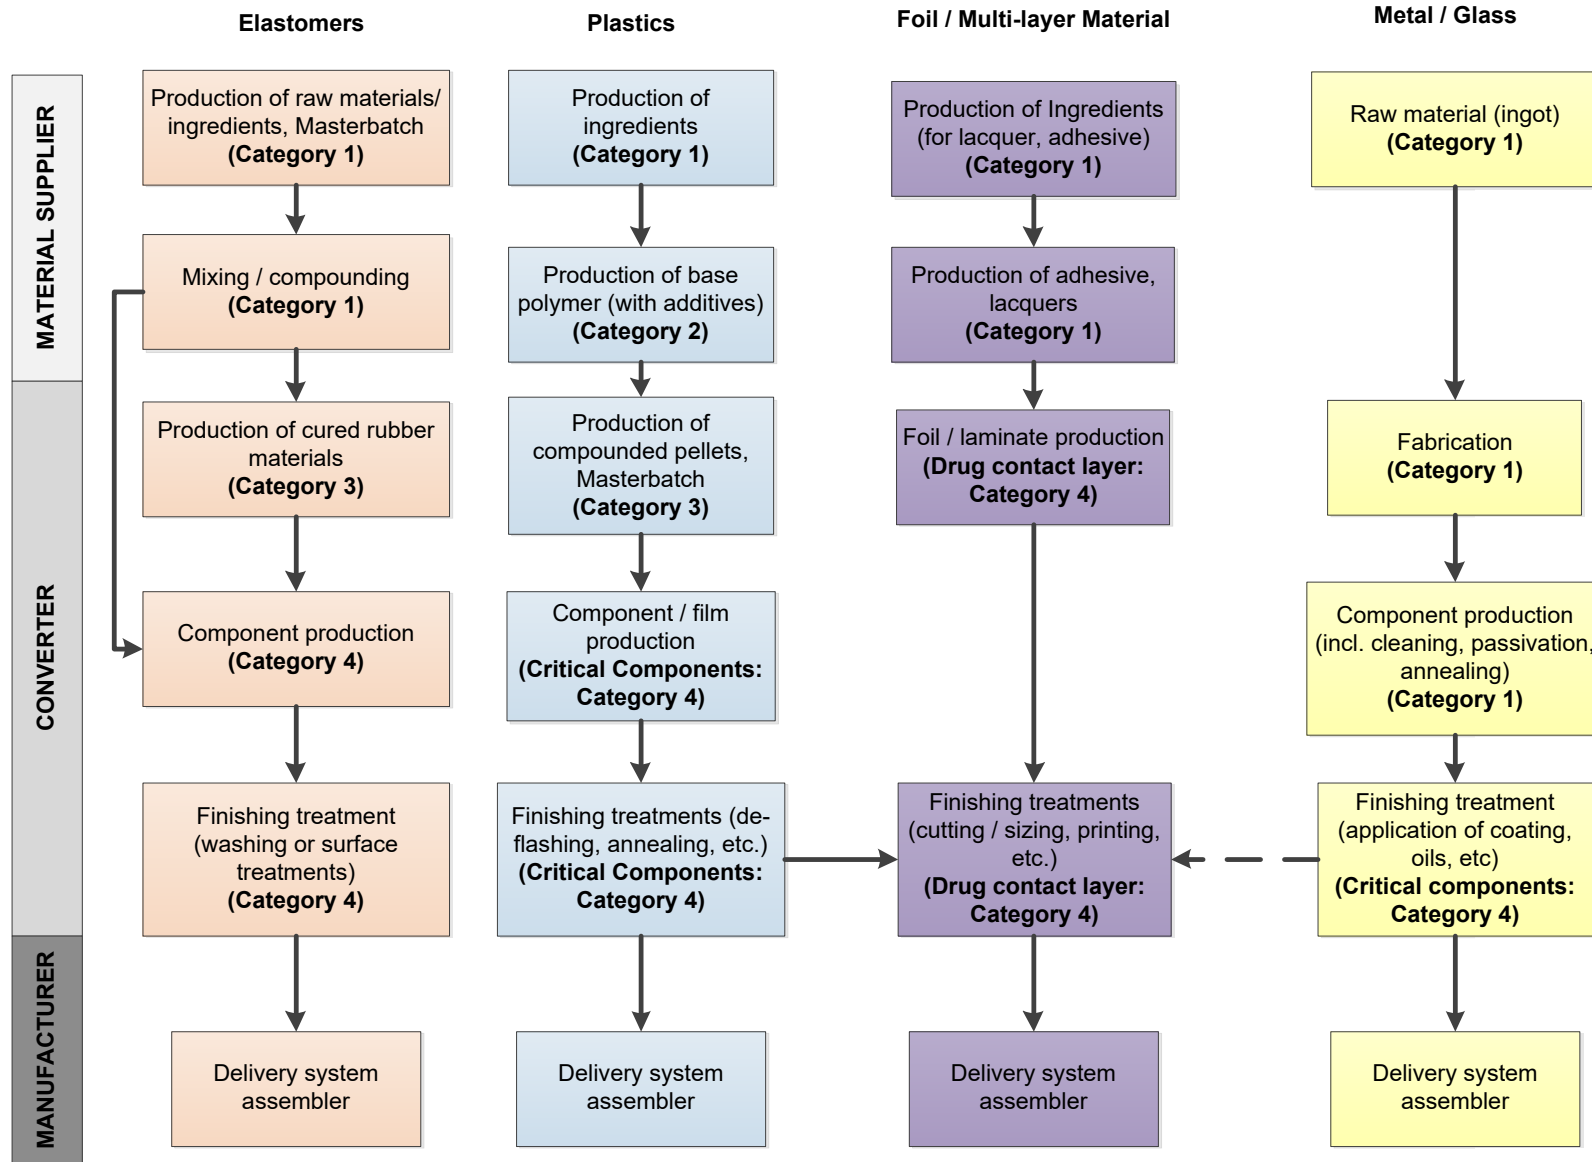 Elastomers
Plastics
Foil / Multi-layer Material
Metal / Glass
MATERIAL SUPPLIER
CONVERTER
MANUFACTURER
Production of raw materials/
ingredients, Masterbatch
(Category 1)
Mixing / compounding
(Category 1)
Production of cured rubber
materials
(Category 3)
Component production
(Category 4)
Finishing treatment
(washing or surface
treatments)
(Category 4)
Delivery system
assembler
Production of
ingredients
(Category 1)
Production of base
polymer (with additives)
(Category 2)
Production of
compounded pellets,
Masterbatch
(Category 3)
Component / film
production
(Critical Components:
Category 4)
Finishing treatments (de-
flashing, annealing, etc.)
(Critical Components:
Category 4)
Delivery system
assembler
Production of Ingredients
(for lacquer, adhesive)
(Category 1)
Production of adhesive,
lacquers
(Category 1)
Foil / laminate production
(Drug contact layer:
Category 4)
Finishing treatments
(cutting / sizing, printing,
etc.)
(Drug contact layer:
Category 4)
Delivery system
assembler
Raw material (ingot)
(Category 1)
Fabrication
(Category 1)
Component production
(incl. cleaning, passivation,
annealing)
(Category 1)
Finishing treatment
(application of coating,
oils, etc)
(Critical components:
Category 4)
Delivery system
assembler